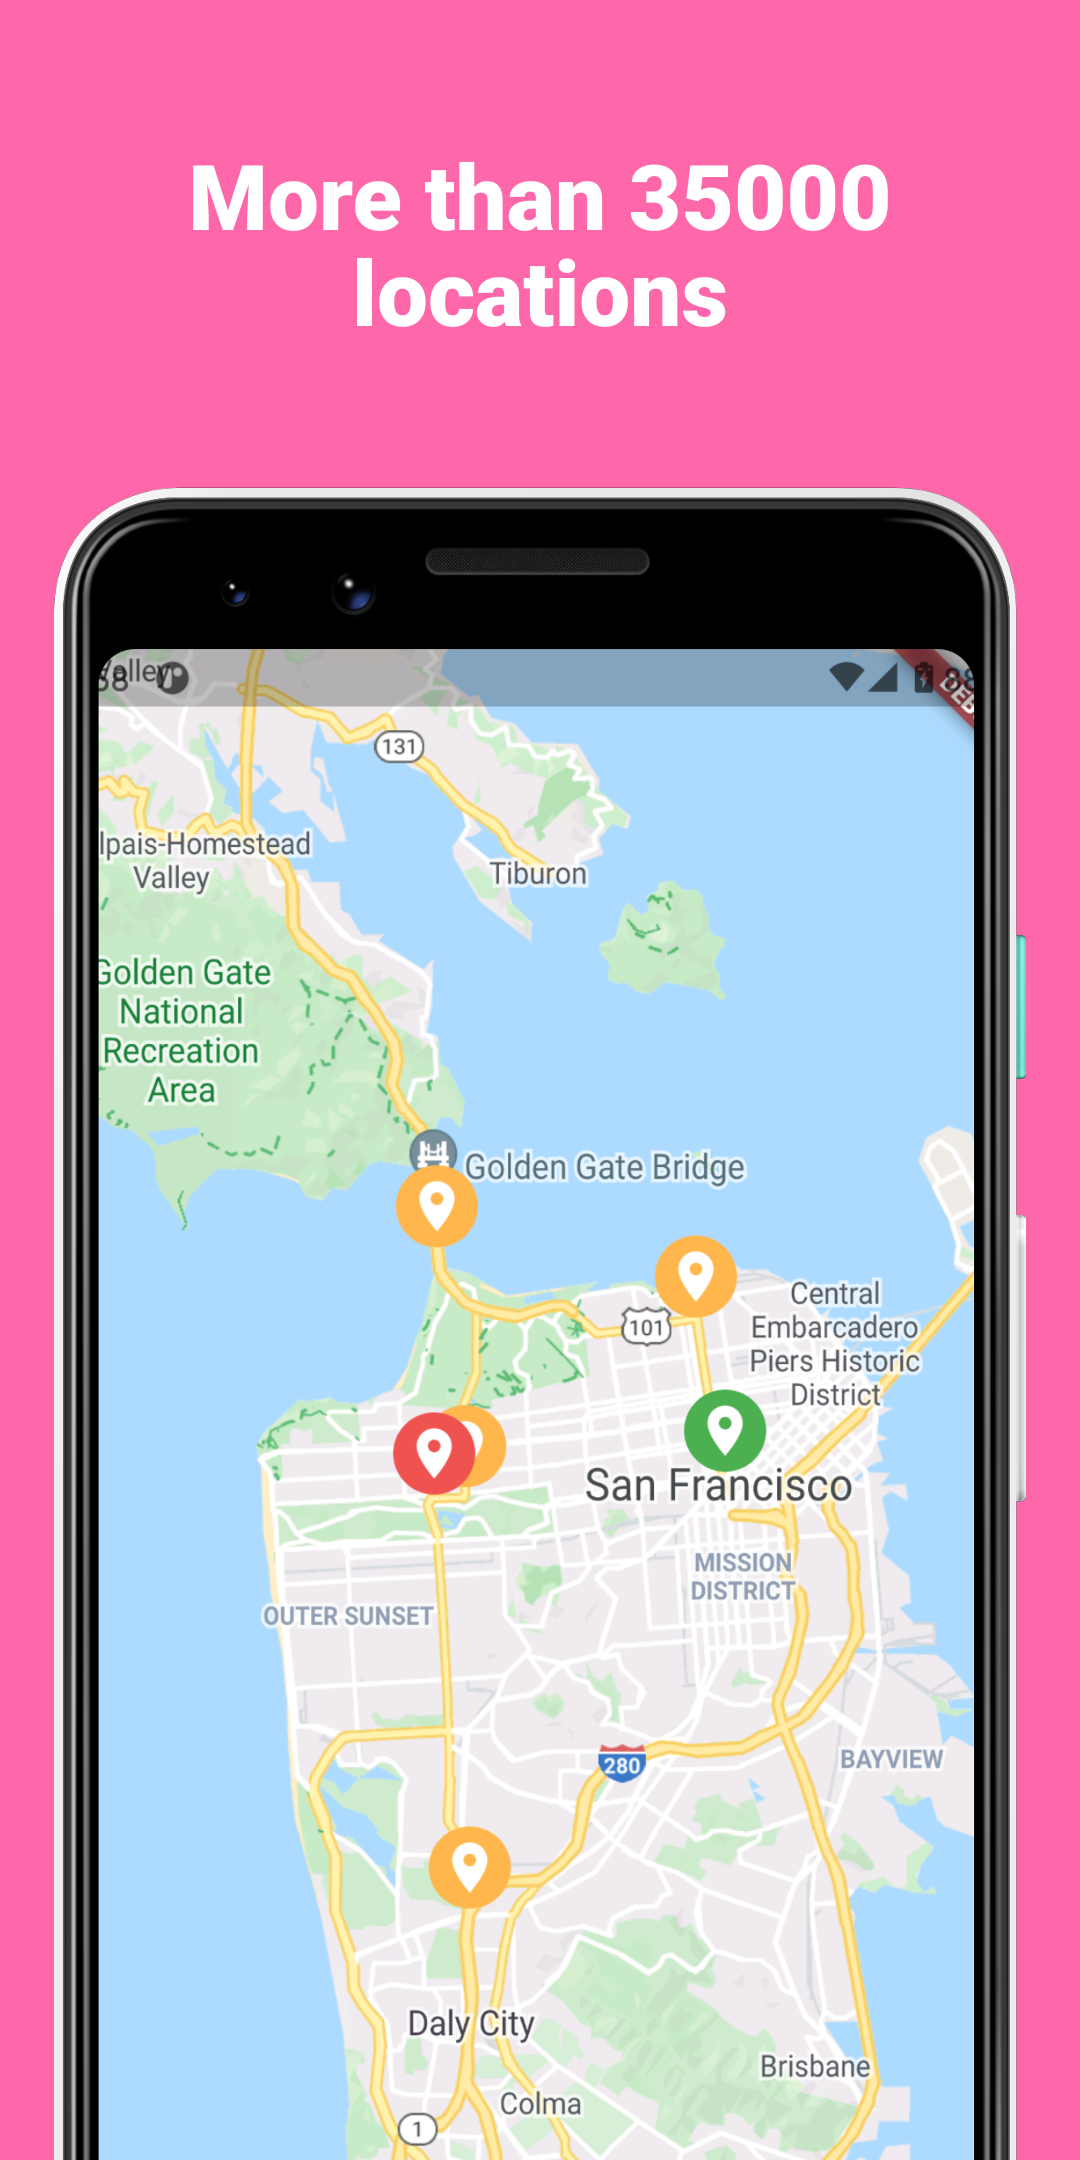 More than 35000
locations
Valley
131
lpais-Homestead
Valley
Tiburon
Golden Gate
National
Recreation
Area
Golden Gate Bridge
101
Central
Embarcadero
Piers Historic
District
San Francisco
MISSION
DISTRICT
OUTER SUNSET
280
BAYVIEW
Daly City
Brisbane
Colma
1